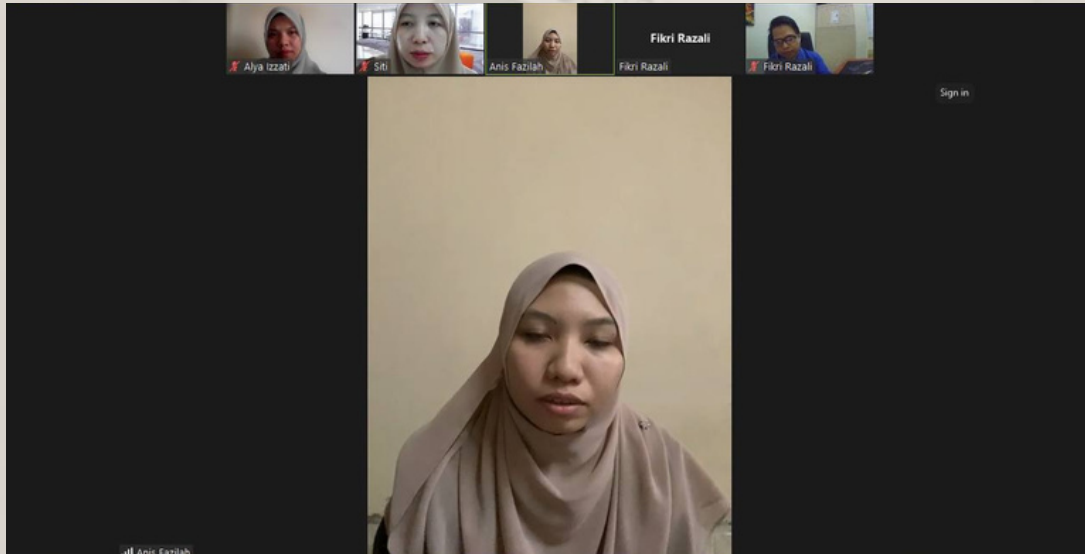 Fikri Razali
Alya Izzati
Siti
Anis Fazilah
Fikri Razali
Fikri Razali
Sign in
Anis Fazilah